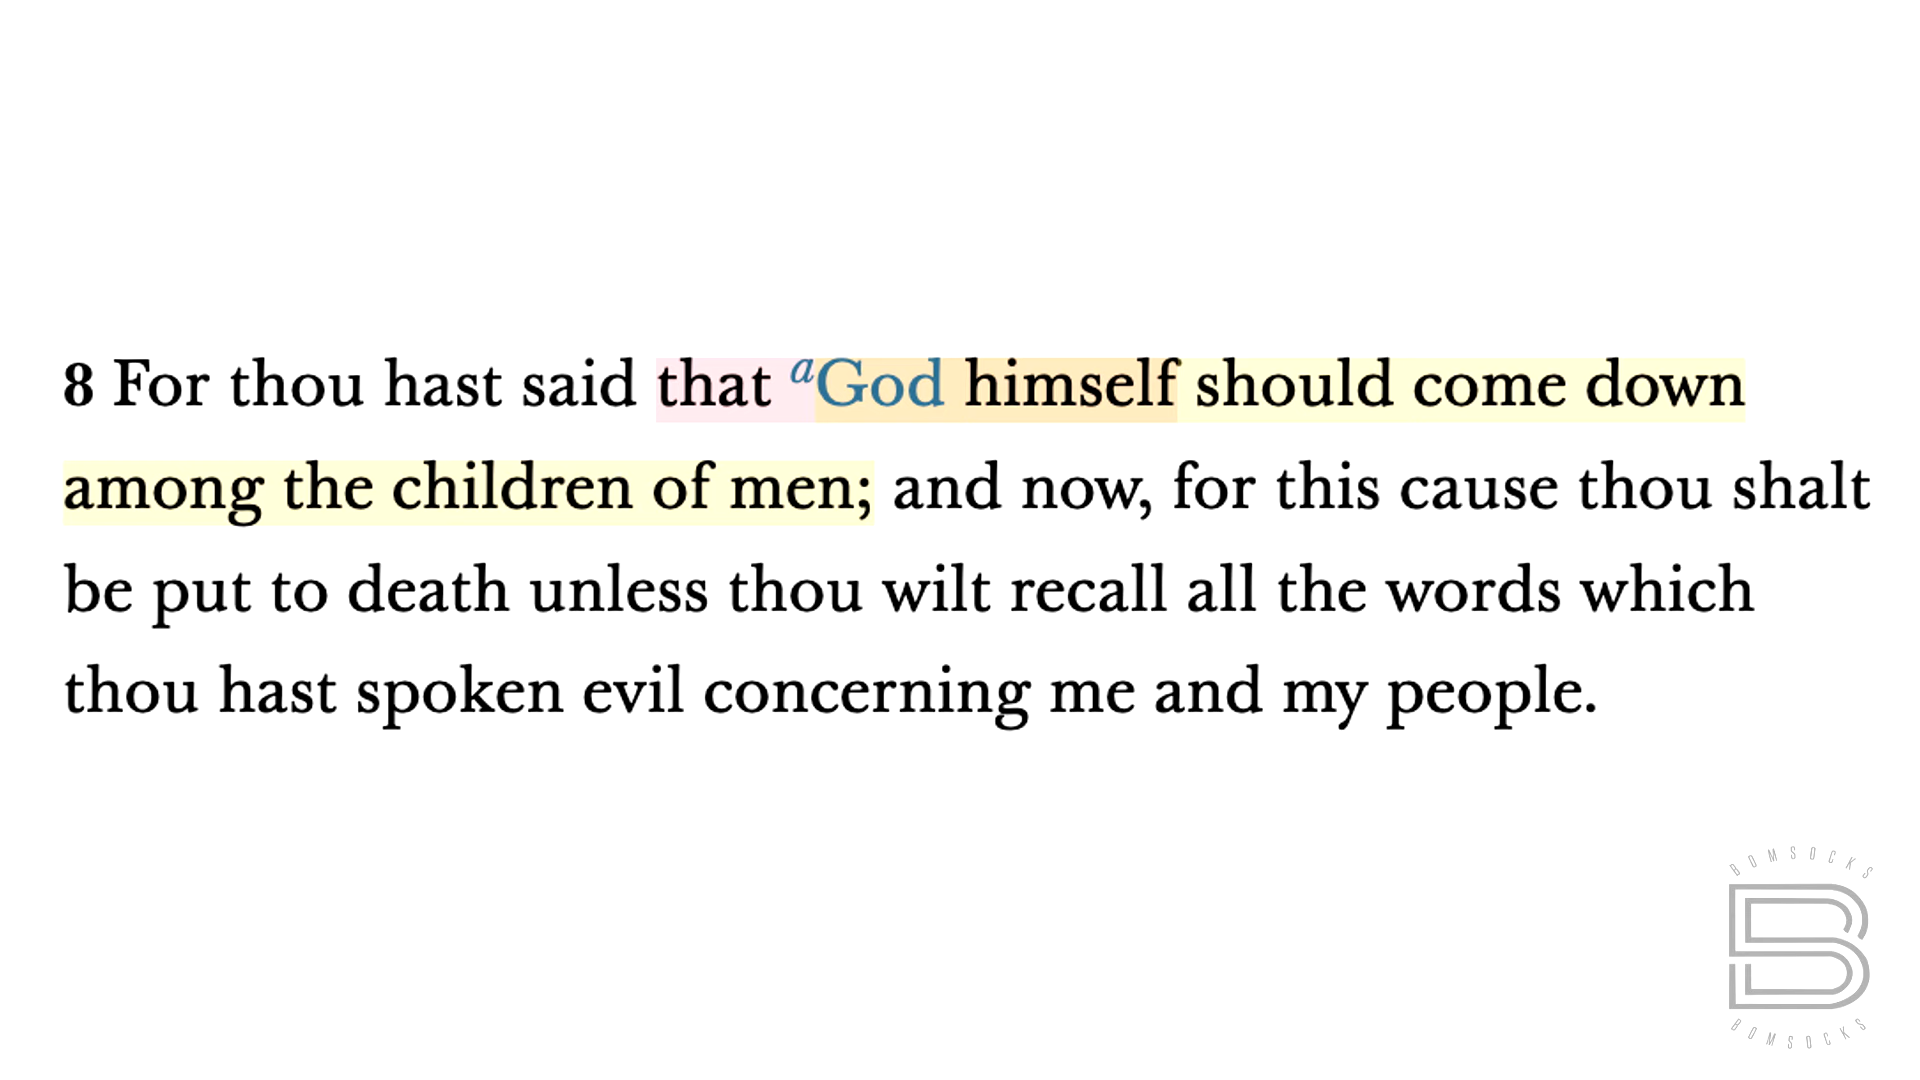 8 For thou hast said that aGod himself should come down
among the children of men; and now, for this cause thou shalt
be put to death unless thou wilt recall all the words which
thou hast spoken evil concerning me and my people.
BOMSOCKS
B
BOMSOCKS